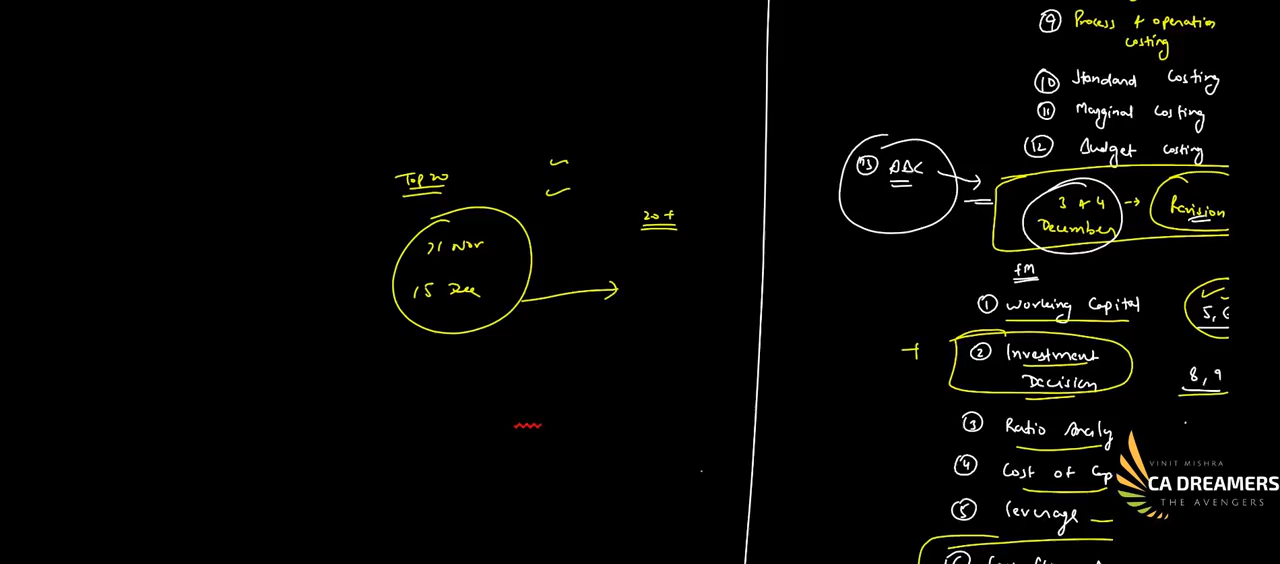 Top 20
21 Nov
15 Dec
20+
⑨ Process & operation
costing
⑩ Standard Costing
⑪ Marginal Costing
⑫ Budget Costing
⑬ ABC
3 & 4
December
Revision
FM
① Working Capital
5, 6
② Investment
Decision
8, 9
③ Ratio Analy
④ Cost of Cap
⑤ Leverage
VINIT MISHRA
CA DREAMERS
THE AVENGERS